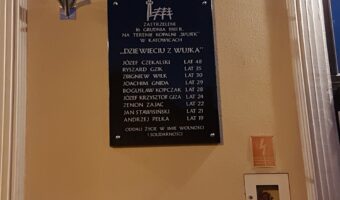 ZASTRZELENI
16 GRUDNIA 1981 R.
NA TERENIE KOPALNI "WUJEK"
W KATOWICACH
"DZIEWIĘCIU Z WUJKA"
JÓZEF CZEKALSKI LAT 48
RYSZARD GZIK LAT 35
ZBIGNIEW WILK LAT 30
JOACHIM GNIDA LAT 29
BOGUSŁAW KOPCZAK LAT 28
JÓZEF KRZYSZTOF GIZA LAT 24
ZENON ZAJĄC LAT 22
JAN STAWISIŃSKI LAT 21
ANDRZEJ PEŁKA LAT 19
ODDALI ŻYCIE W IMIĘ WOLNOŚCI
I SOLIDARNOŚCI